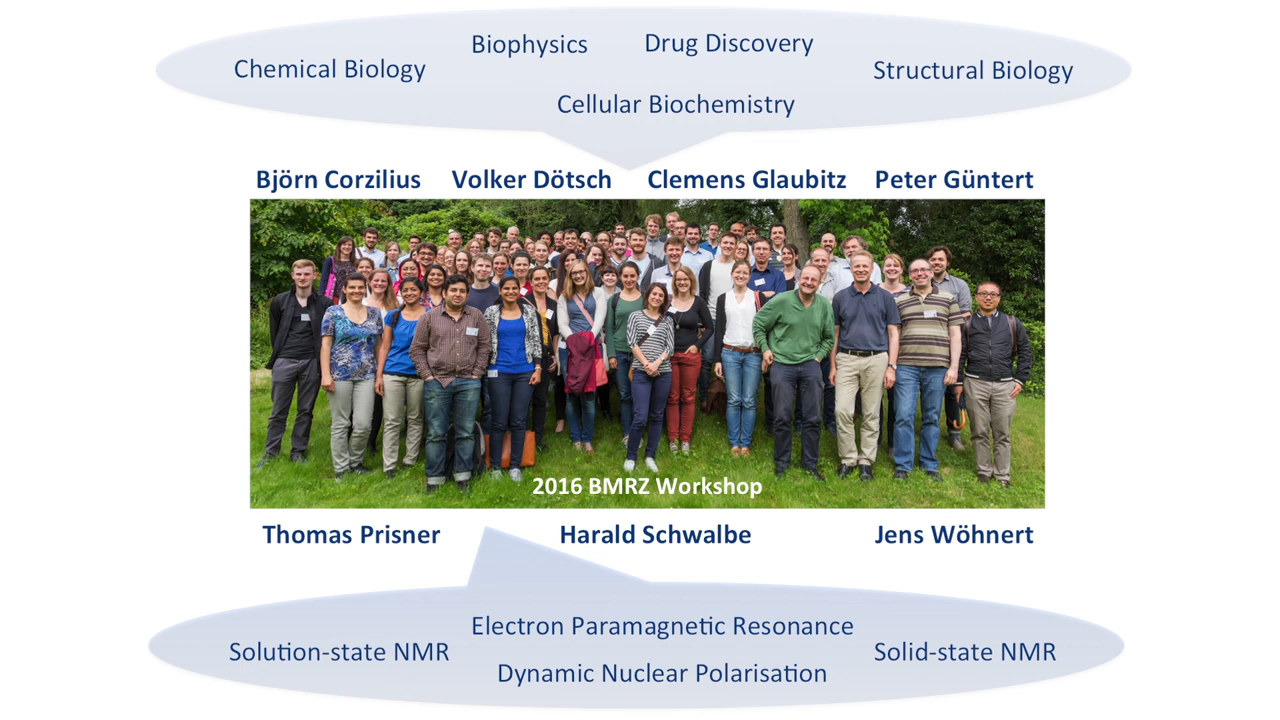 Biophysics
Drug Discovery
Chemical Biology
Structural Biology
Cellular Biochemistry
Björn Corzilius
Volker Dötsch
Clemens Glaubitz
Peter Güntert
2016 BMRZ Workshop
Thomas Prisner
Harald Schwalbe
Jens Wöhnert
Electron Paramagnetic Resonance
Solution-state NMR
Solid-state NMR
Dynamic Nuclear Polarisation